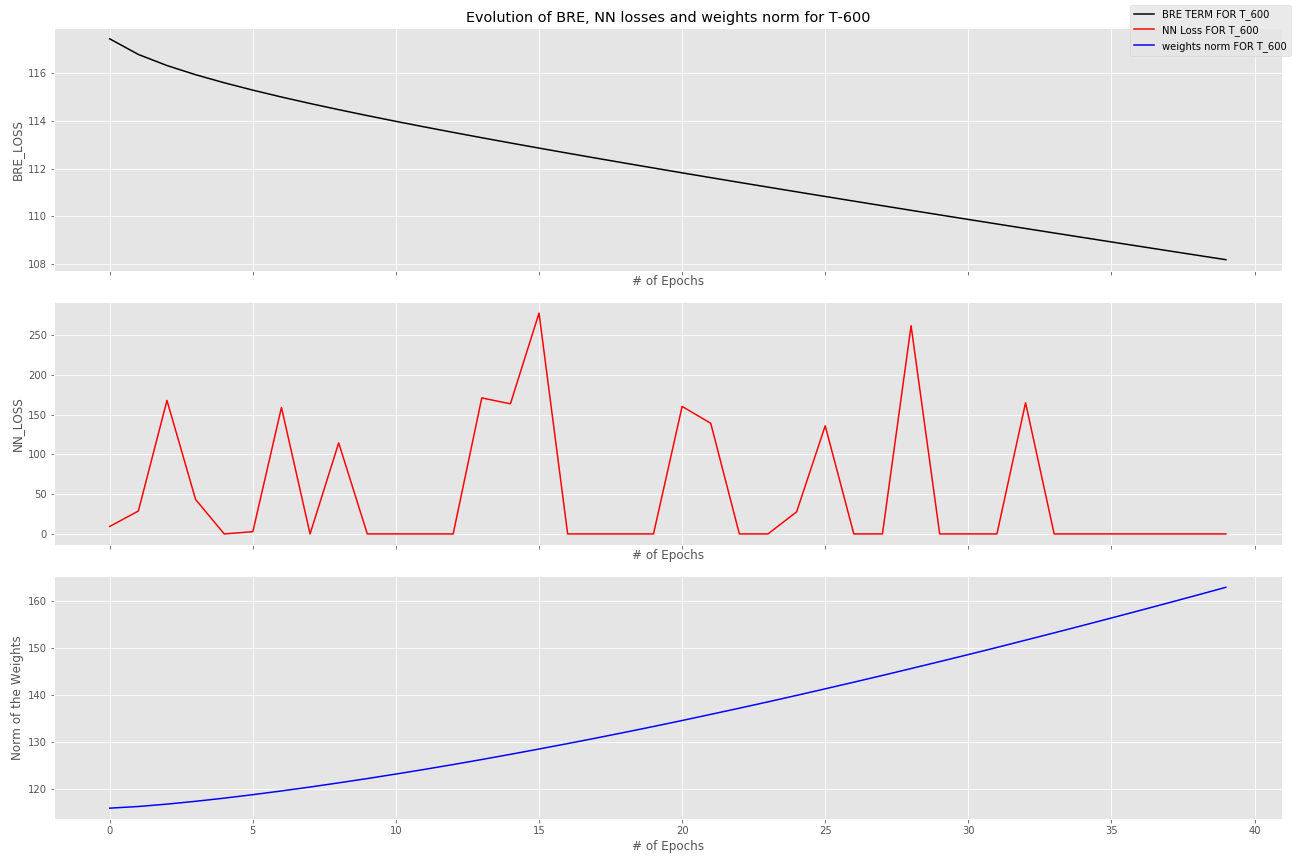 Evolution of BRE, NN losses and weights norm for T-600
BRE TERM FOR T_600
NN Loss FOR T_600
weights norm FOR T_600
BRE_LOSS
116
114
112
110
108
# of Epochs
NN_LOSS
250
200
150
100
50
0
# of Epochs
Norm of the Weights
160
150
140
130
120
0 5 10 15 20 25 30 35 40
# of Epochs